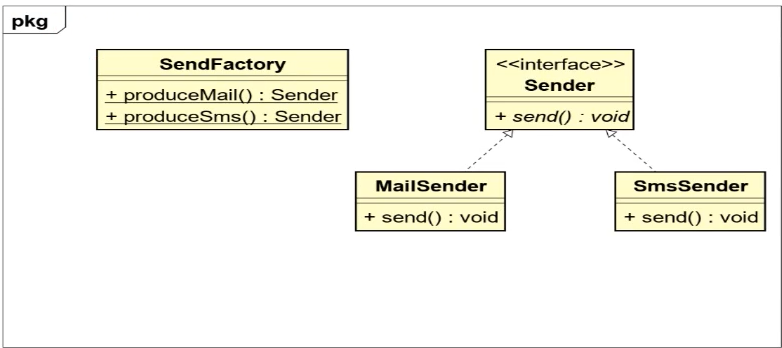 pkg
SendFactory
+ produceMail() : Sender
+ produceSms() : Sender
<<interface>>
Sender
+ send() : void
MailSender
+ send() : void
SmsSender
+ send() : void